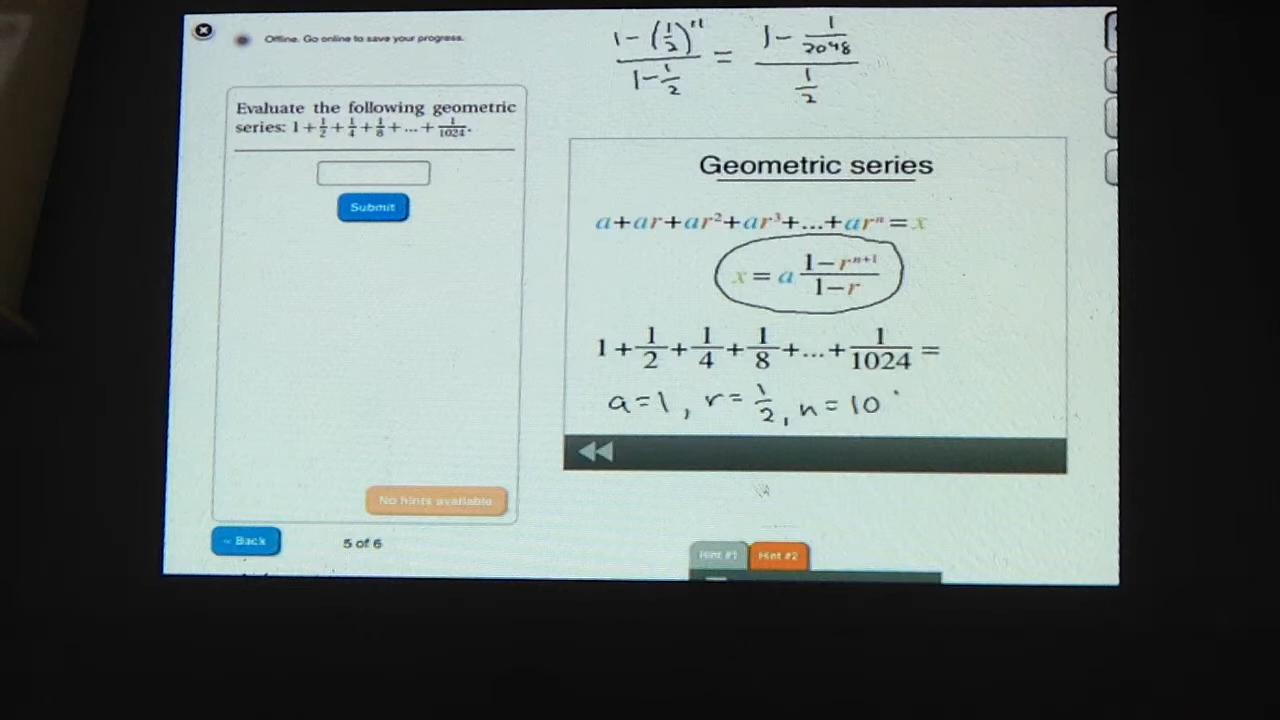 Offline. Go online to save your progress.
Evaluate the following geometric
series: 1 + 1/2 + 1/4 + 1/8 + ... + 1/1024.
Submit
No hints available
« Back
5 of 6
(1 - (1/2)^11)/(1 - 1/2) = (1 - 1/2048)/(1/2)
Geometric series
a + ar + ar² + ar³ + ... + arⁿ = x
x = a (1 - rⁿ⁺¹)/(1 - r)
1 + 1/2 + 1/4 + 1/8 + ... + 1/1024 =
a = 1, r = 1/2, n = 10
Hint #1
Hint #2